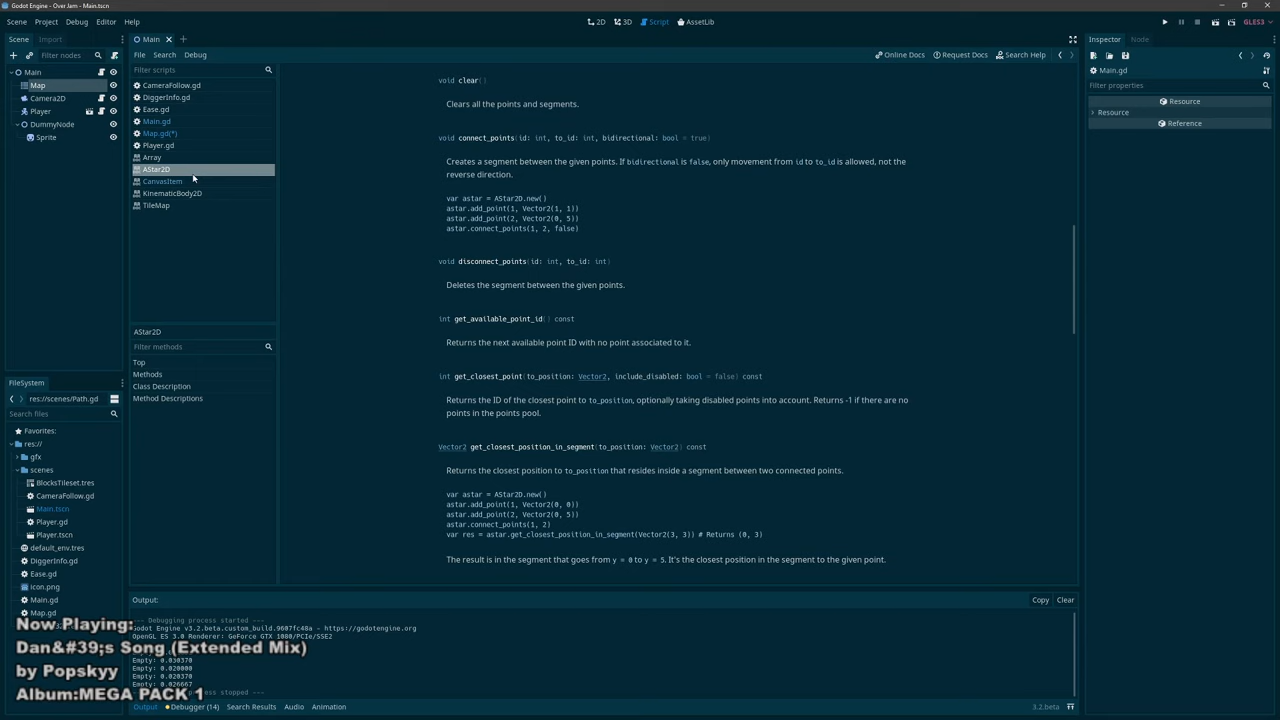 Godot Engine - Over Jam - Main.tscn
Scene Project Debug Editor Help
2D 3D Script AssetLib
GLES3
Scene Import
Filter nodes
Main
Map
Camera2D
Player
DummyNode
Sprite
FileSystem
res://scenes/Path.gd
Search files
Favorites:
res://
gfx
scenes
BlocksTileset.tres
CameraFollow.gd
Main.tscn
Player.gd
Player.tscn
default_env.tres
DiggerInfo.gd
Ease.gd
icon.png
Main.gd
Map.gd
Main
File Search Debug
Online Docs Request Docs Search Help
Filter scripts
CameraFollow.gd
DiggerInfo.gd
Ease.gd
Main.gd
Map.gd(*)
Player.gd
Array
AStar2D
CanvasItem
KinematicBody2D
TileMap
AStar2D
Filter methods
Top
Methods
Class Description
Method Descriptions
void clear()
Clears all the points and segments.
void connect_points(id: int, to_id: int, bidirectional: bool = true)
Creates a segment between the given points. If bidirectional is false, only movement from id to to_id is allowed, not the
reverse direction.
var astar = AStar2D.new()
astar.add_point(1, Vector2(1, 1))
astar.add_point(2, Vector2(0, 5))
astar.connect_points(1, 2, false)
void disconnect_points(id: int, to_id: int)
Deletes the segment between the given points.
int get_available_point_id() const
Returns the next available point ID with no point associated to it.
int get_closest_point(to_position: Vector2, include_disabled: bool = false) const
Returns the ID of the closest point to to_position, optionally taking disabled points into account. Returns -1 if there are no
points in the points pool.
Vector2 get_closest_position_in_segment(to_position: Vector2) const
Returns the closest position to to_position that resides inside a segment between two connected points.
var astar = AStar2D.new()
astar.add_point(1, Vector2(0, 0))
astar.add_point(2, Vector2(0, 5))
astar.connect_points(1, 2)
var res = astar.get_closest_position_in_segment(Vector2(3, 3)) # Returns (0, 3)
The result is in the segment that goes from y = 0 to y = 5. It's the closest position in the segment to the given point.
Output:
Copy Clear
--- Debugging process started ---
Godot Engine v3.2.beta.custom_build.9607fc48a - https://godotengine.org
OpenGL ES 3.0 Renderer: GeForce GTX 1080/PCIe/SSE2
Empty: 0.030370
Empty: 0.020000
Empty: 0.020370
Empty: 0.026667
process stopped ---
Output Debugger (14) Search Results Audio Animation
3.2.beta
Inspector Node
Main.gd
Filter properties
Resource
Resource
Reference
Now Playing:
Dan&#39;s Song (Extended Mix)
by Popskyy
Album:MEGA PACK 1